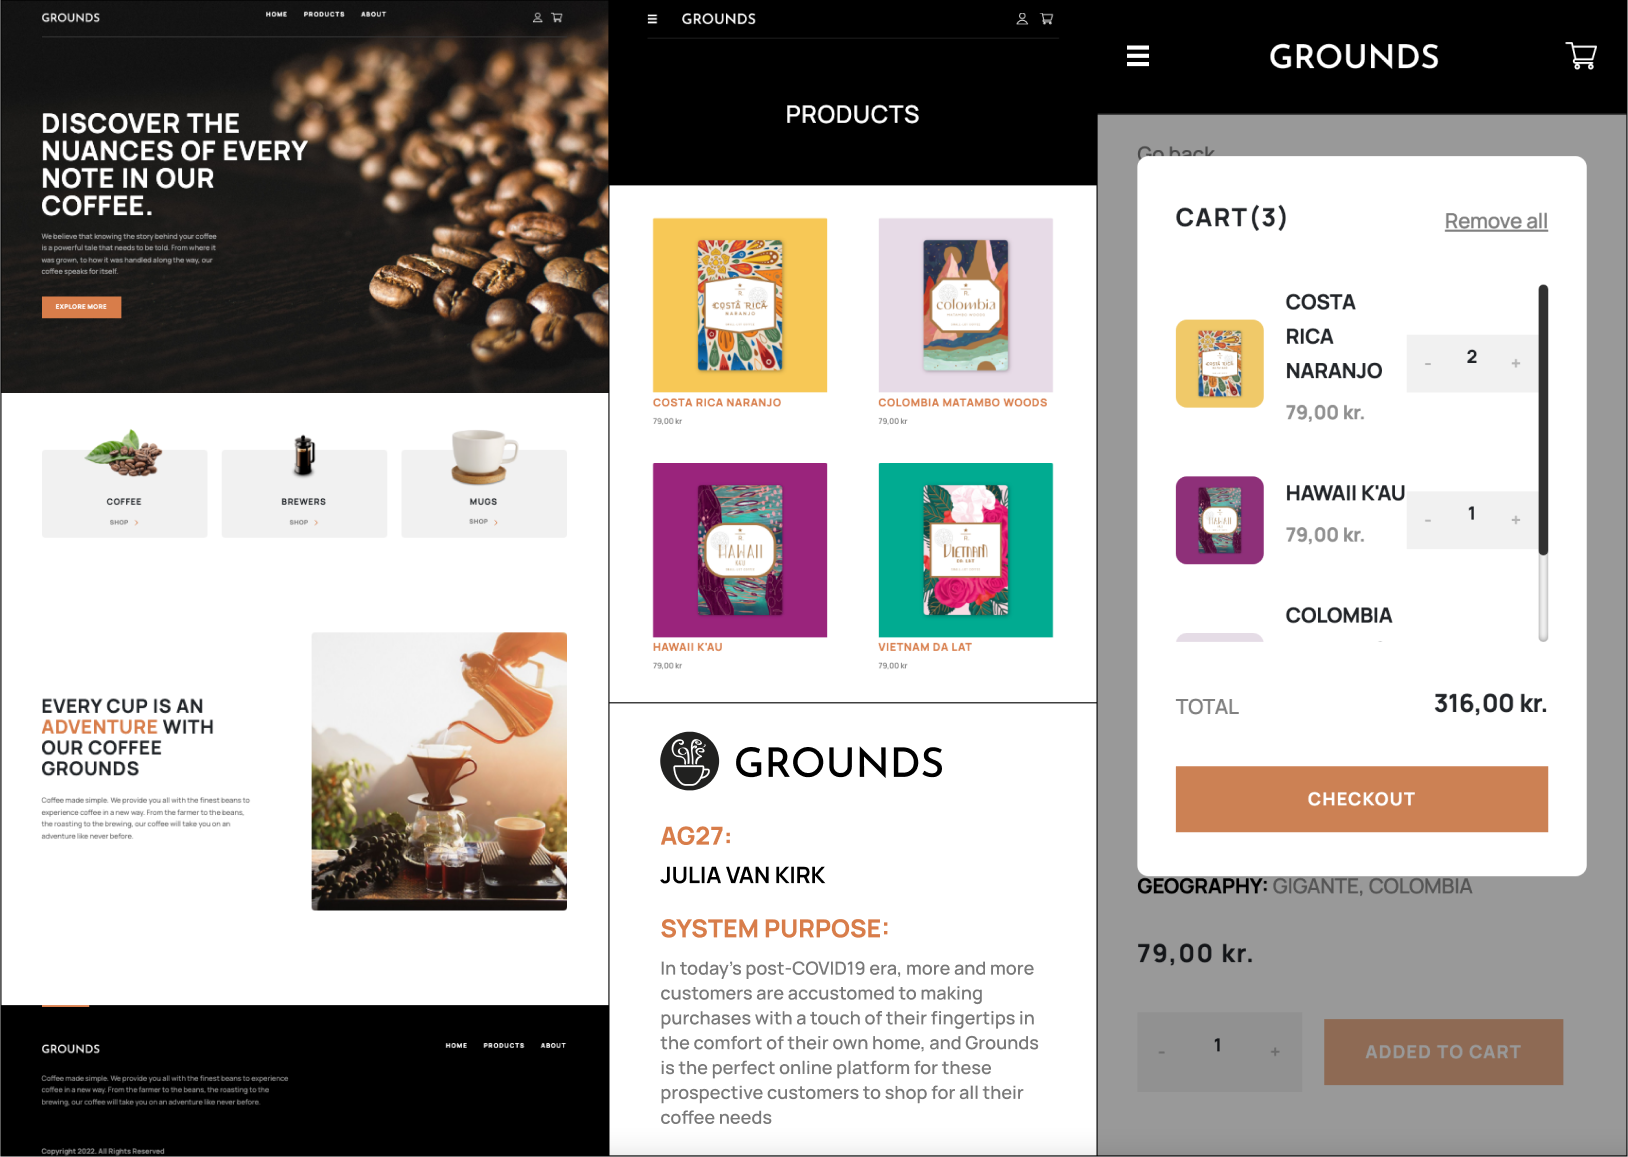 GROUNDS
HOME PRODUCTS ABOUT
DISCOVER THE
NUANCES OF EVERY
NOTE IN OUR
COFFEE.
We believe that knowing the story behind your coffee
is a powerful tale that needs to be told. From where it
was grown, to how it was handled along the way, our
coffee speaks for itself.
EXPLORE MORE
COFFEE
SHOP >
BREWERS
SHOP >
MUGS
SHOP >
EVERY CUP IS AN
ADVENTURE WITH
OUR COFFEE
GROUNDS
Coffee made simple. We provide you all with the finest beans to
experience coffee in a new way. From the farmer to the beans,
the roasting to the brewing, our coffee will take you on an
adventure like never before.
GROUNDS
HOME PRODUCTS ABOUT
Coffee made simple. We provide you all with the finest beans to experience
coffee in a new way. From the farmer to the beans, the roasting to the
brewing, our coffee will take you on an adventure like never before.
Copyright 2022. All Rights Reserved
GROUNDS
PRODUCTS
COSTA RICA
NARANJO
COSTA RICA NARANJO
79,00 kr
colombia
COLOMBIA MATAMBO WOODS
79,00 kr
HAWAII
KAU
HAWAII K'AU
79,00 kr
VIETNAM
DA LAT
VIETNAM DA LAT
79,00 kr
Cafe
GROUNDS
AG27:
JULIA VAN KIRK
SYSTEM PURPOSE:
In today's post-COVID19 era, more and more
customers are accustomed to making
purchases with a touch of their fingertips in
the comfort of their own home, and Grounds
is the perfect online platform for these
prospective customers to shop for all their
coffee needs
GROUNDS
Go back
CART(3)
Remove all
COSTA
RICA
NARANJO
79,00 kr.
- 2 +
HAWAII K'AU
79,00 kr.
- 1 +
COLOMBIA
TOTAL
316,00 kr.
CHECKOUT
GEOGRAPHY: GIGANTE, COLOMBIA
79,00 kr.
- 1 +
ADDED TO CART